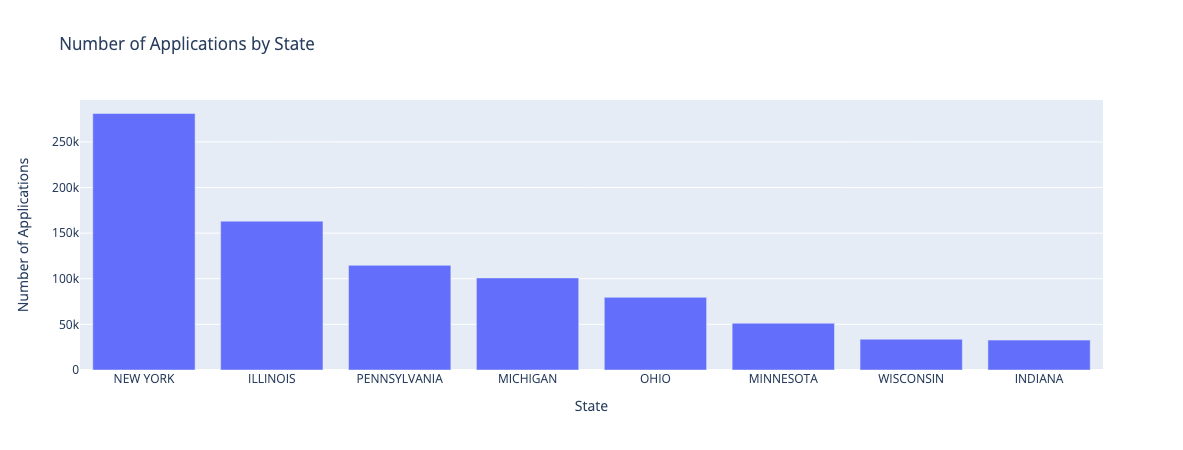 Number of Applications by State
Number of Applications
250k
200k
150k
100k
50k
0
NEW YORK ILLINOIS PENNSYLVANIA MICHIGAN OHIO MINNESOTA WISCONSIN INDIANA
State